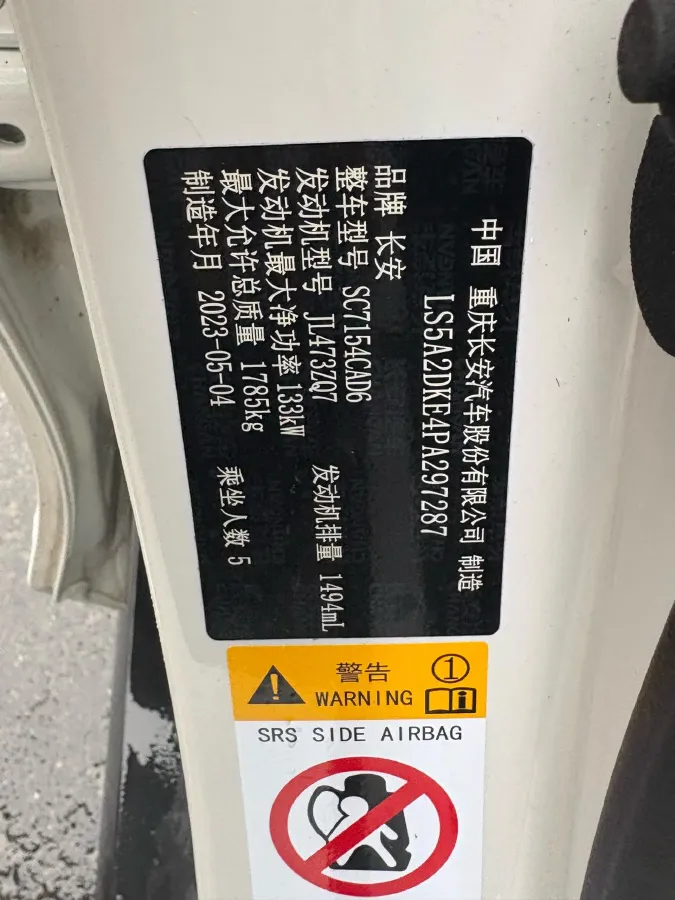 中国 重庆长安汽车股份有限公司 制造
LS5A2DKE4PA297287
品牌 长安
整车型号 SC7154CAD6
发动机型号 JL473ZQ7 发动机排量 1494mL
发动机最大净功率 133kW
最大允许总质量 1785kg 乘坐人数 5
制造年月 2023-05-04
警告
WARNING
1
SRS SIDE AIRBAG